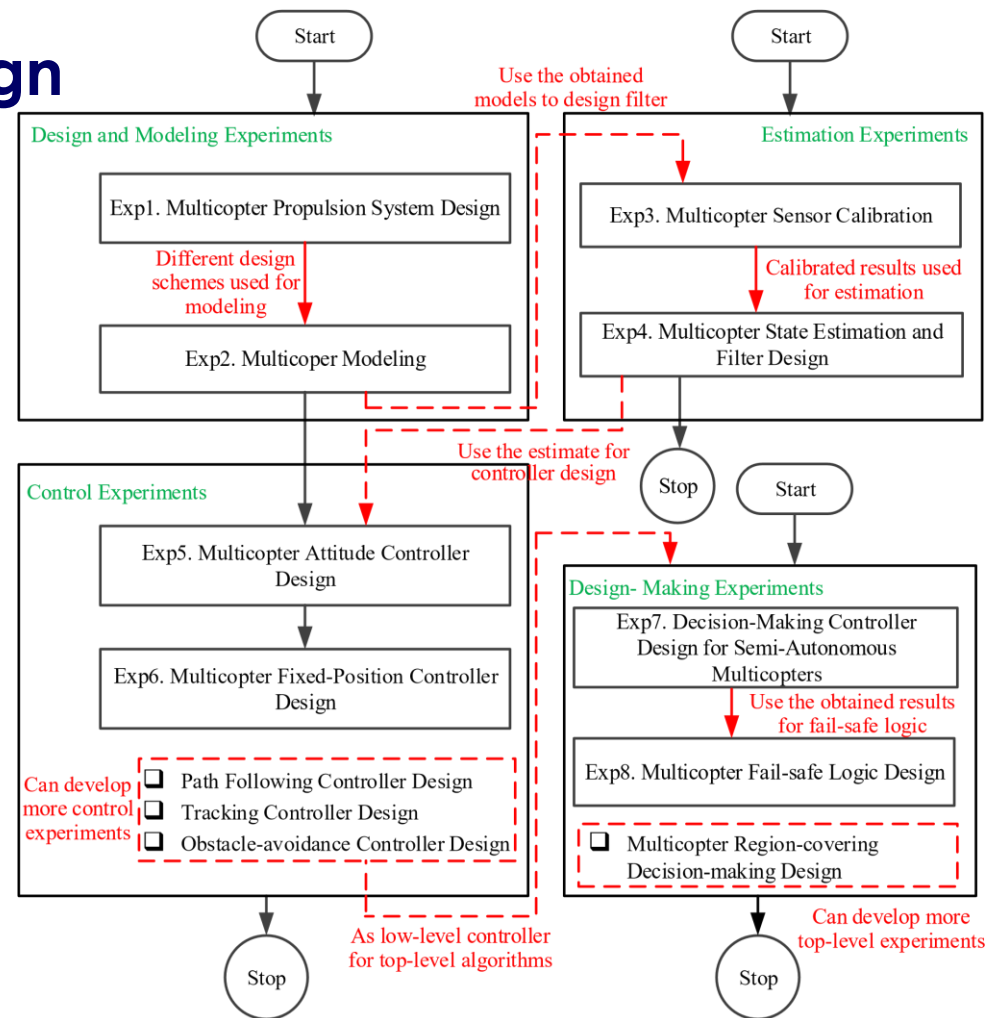 ign
Start
Start
Use the obtained
models to design filter
Design and Modeling Experiments
Exp1. Multicopter Propulsion System Design
Different design
schemes used for
modeling
Exp2. Multicoper Modeling
Estimation Experiments
Exp3. Multicopter Sensor Calibration
Calibrated results used
for estimation
Exp4. Multicopter State Estimation and
Filter Design
Use the estimate for
controller design
Stop
Start
Control Experiments
Exp5. Multicopter Attitude Controller
Design
Exp6. Multicopter Fixed-Position Controller
Design
Can develop
more control
experiments
Path Following Controller Design
Tracking Controller Design
Obstacle-avoidance Controller Design
Design- Making Experiments
Exp7. Decision-Making Controller
Design for Semi-Autonomous
Multicopters
Use the obtained results
for fail-safe logic
Exp8. Multicopter Fail-safe Logic Design
Multicopter Region-covering
Decision-making Design
As low-level controller
for top-level algorithms
Can develop more
top-level experiments
Stop
Stop